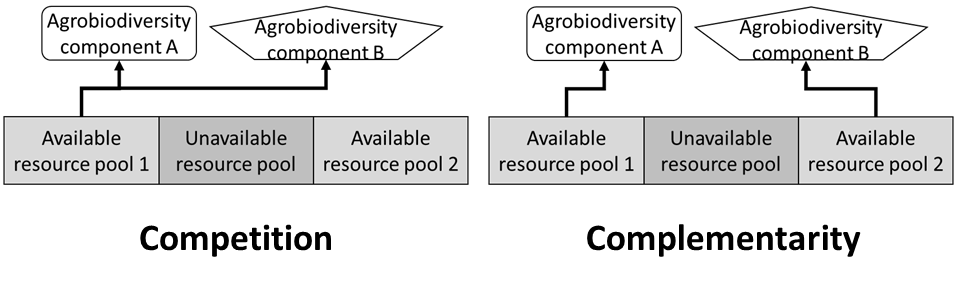 Agrobiodiversity
component A
Agrobiodiversity
component B
Available
resource pool 1
Unavailable
resource pool
Available
resource pool 2
Competition
Agrobiodiversity
component A
Agrobiodiversity
component B
Available
resource pool 1
Unavailable
resource pool
Available
resource pool 2
Complementarity